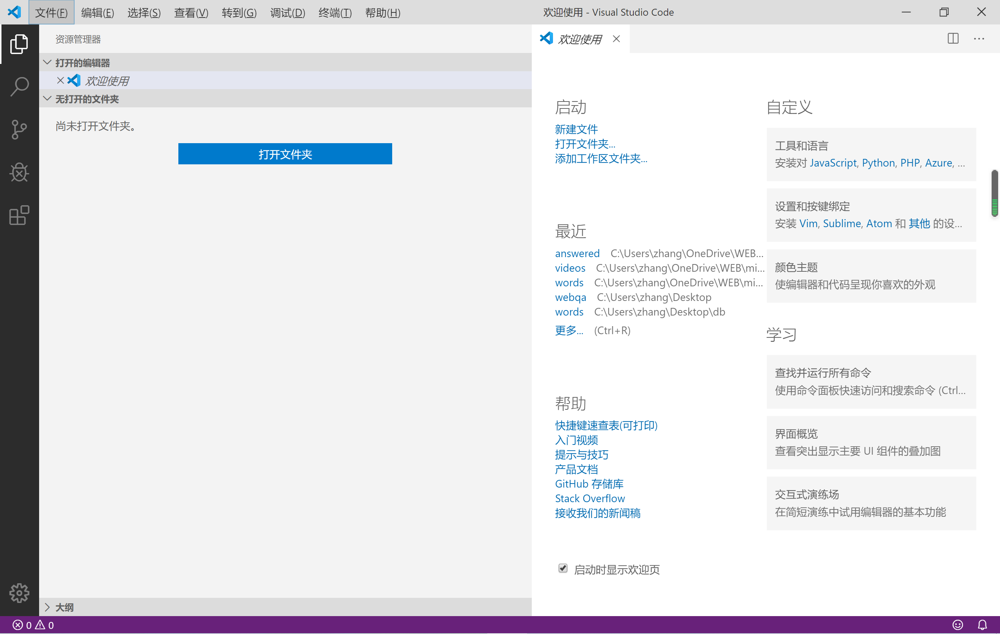 文件(F) 编辑(E) 选择(S) 查看(V) 转到(G) 调试(D) 终端(T) 帮助(H) 欢迎使用 - Visual Studio Code
资源管理器
打开的编辑器
欢迎使用
无打开的文件夹
尚未打开文件夹。
打开文件夹
大纲
欢迎使用
启动
新建文件
打开文件夹...
添加工作区文件夹...
最近
answered C:\Users\zhang\OneDrive\WEB...
videos C:\Users\zhang\OneDrive\WEB\mi...
words C:\Users\zhang\OneDrive\WEB\mi...
webqa C:\Users\zhang\Desktop
words C:\Users\zhang\Desktop\db
更多... (Ctrl+R)
帮助
快捷键速查表(可打印)
入门视频
提示与技巧
产品文档
GitHub 存储库
Stack Overflow
接收我们的新闻稿
启动时显示欢迎页
自定义
工具和语言
安装对 JavaScript, Python, PHP, Azure, ...
设置和按键绑定
安装 Vim, Sublime, Atom 和 其他 的设...
颜色主题
使编辑器和代码呈现你喜欢的外观
学习
查找并运行所有命令
使用命令面板快速访问和搜索命令 (Ctrl...
界面概览
查看突出显示主要 UI 组件的叠加图
交互式演练场
在简短演练中试用编辑器的基本功能
0 0